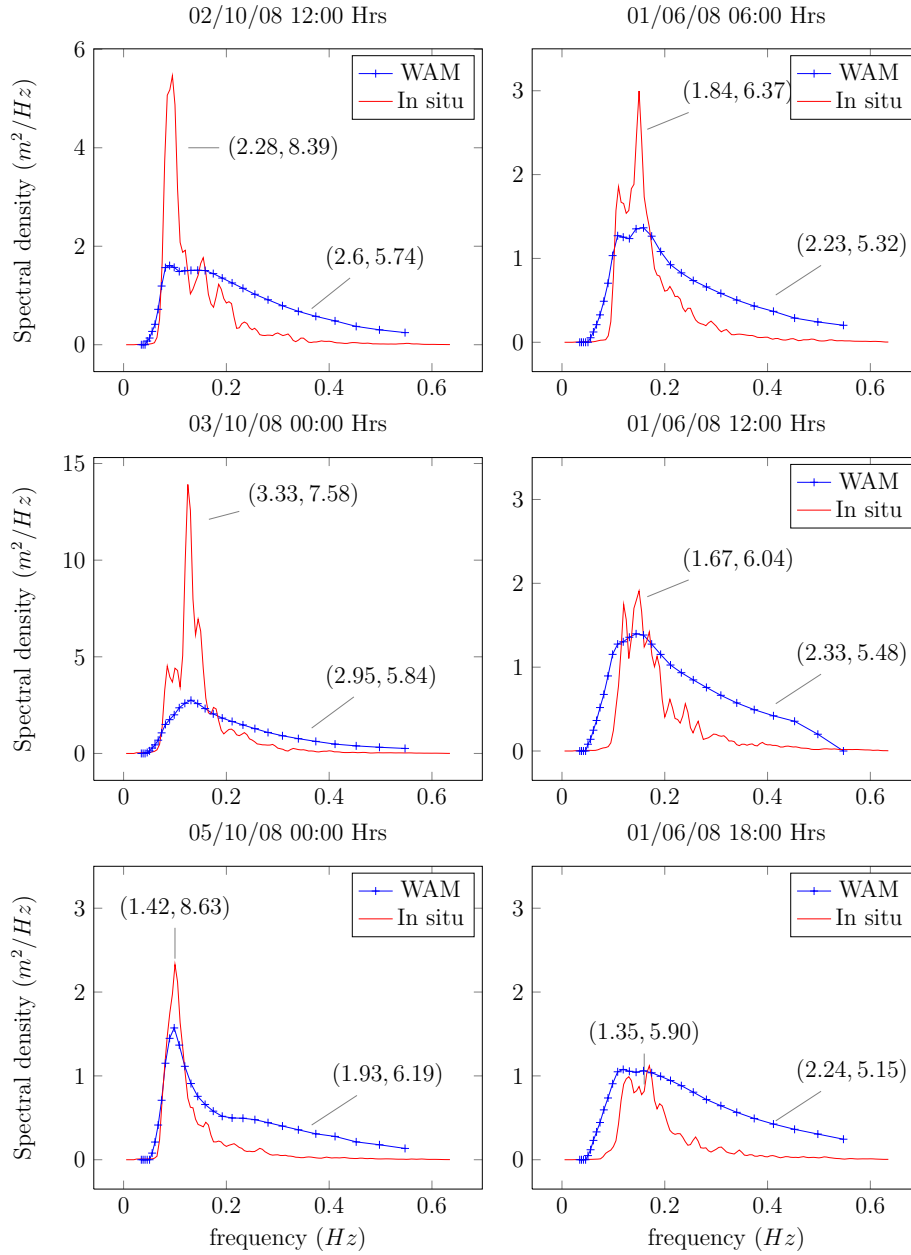 02/10/08 12:00 Hrs
6
4
2
0
0
0.2
0.4
0.6
Spectral density (m²/Hz)
WAM
In situ
(2.28, 8.39)
(2.6, 5.74)
01/06/08 06:00 Hrs
3
2
1
0
0
0.2
0.4
0.6
WAM
In situ
(1.84, 6.37)
(2.23, 5.32)
03/10/08 00:00 Hrs
15
10
5
0
0
0.2
0.4
0.6
Spectral density (m²/Hz)
(3.33, 7.58)
(2.95, 5.84)
01/06/08 12:00 Hrs
3
2
1
0
0
0.2
0.4
0.6
WAM
In situ
(1.67, 6.04)
(2.33, 5.48)
05/10/08 00:00 Hrs
3
2
1
0
0
0.2
0.4
0.6
Spectral density (m²/Hz)
frequency (Hz)
WAM
In situ
(1.42, 8.63)
(1.93, 6.19)
01/06/08 18:00 Hrs
3
2
1
0
0
0.2
0.4
0.6
frequency (Hz)
WAM
In situ
(1.35, 5.90)
(2.24, 5.15)